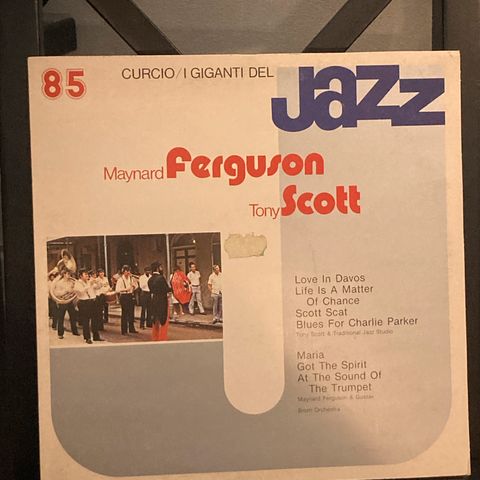 85
CURCIO/I GIGANTI DEL
Jazz
Maynard Ferguson
Tony Scott
Love In Davos
Life Is A Matter
Of Chance
Scott Scat
Blues For Charlie Parker
Tony Scott & Traditional Jazz Studio
Maria
Got The Spirit
At The Sound Of
The Trumpet
Maynard Ferguson & Gustav
Brom Orchestra